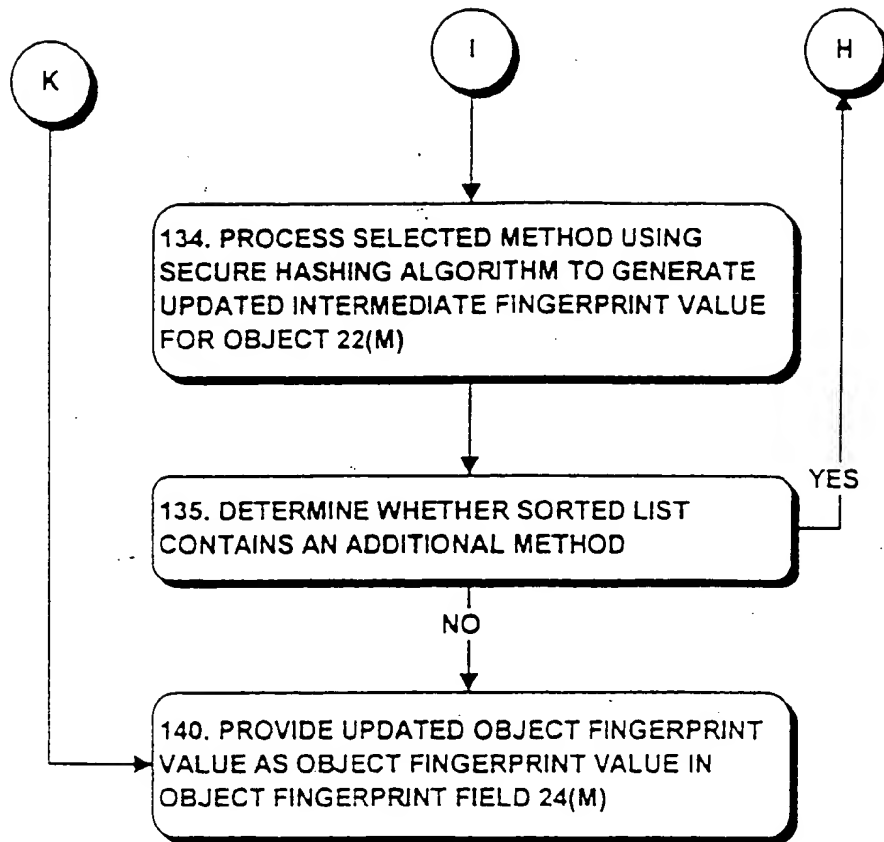 K
I
H
134. PROCESS SELECTED METHOD USING
SECURE HASHING ALGORITHM TO GENERATE
UPDATED INTERMEDIATE FINGERPRINT VALUE
FOR OBJECT 22(M)
YES
135. DETERMINE WHETHER SORTED LIST
CONTAINS AN ADDITIONAL METHOD
NO
140. PROVIDE UPDATED OBJECT FINGERPRINT
VALUE AS OBJECT FINGERPRINT VALUE IN
OBJECT FINGERPRINT FIELD 24(M)